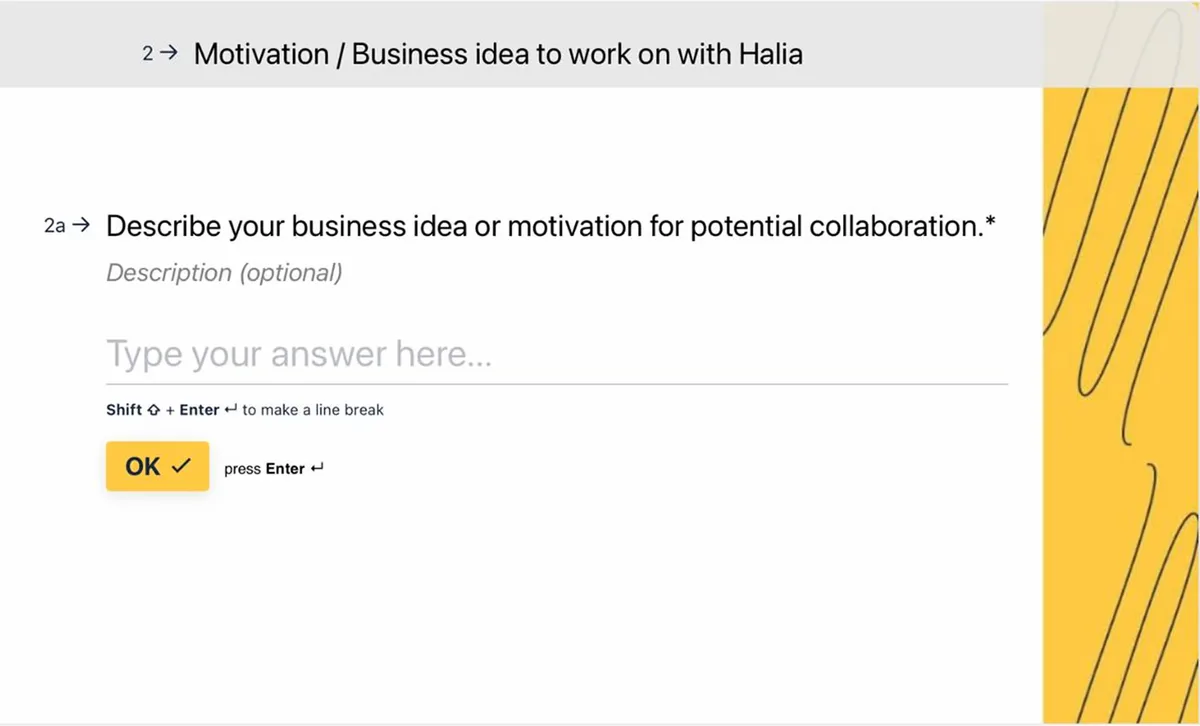 2→ Motivation / Business idea to work on with Halia
2a→ Describe your business idea or motivation for potential collaboration.*
Description (optional)
Type your answer here...
Shift ⇧ + Enter ↵ to make a line break
OK ✓ press Enter ↵